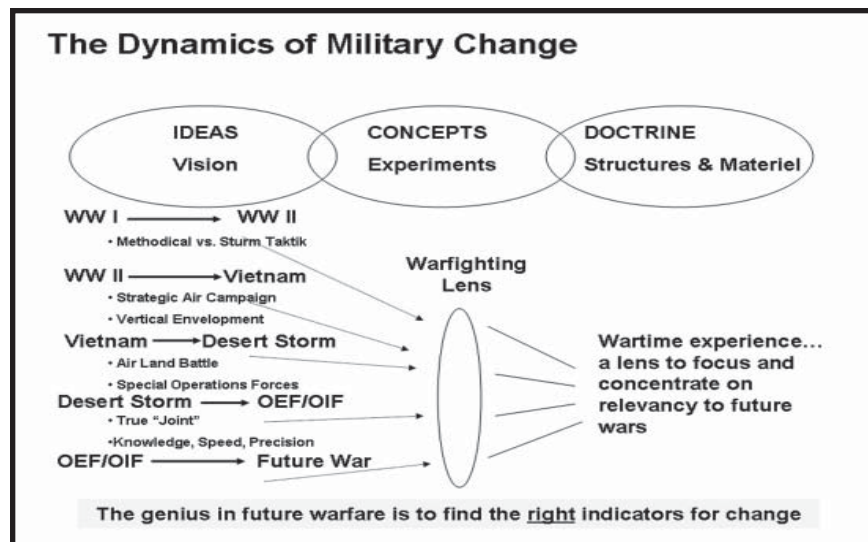 The Dynamics of Military Change
IDEAS
Vision
CONCEPTS
Experiments
DOCTRINE
Structures & Materiel
WW I WW II
• Methodical vs. Sturm Taktik
WW II Vietnam
• Strategic Air Campaign
• Vertical Envelopment
Vietnam Desert Storm
• Air Land Battle
• Special Operations Forces
Desert Storm OEF/OIF
• True "Joint"
•Knowledge, Speed, Precision
OEF/OIF Future War
Warfighting
Lens
Wartime experience…
a lens to focus and
concentrate on
relevancy to future
wars
The genius in future warfare is to find the right indicators for change